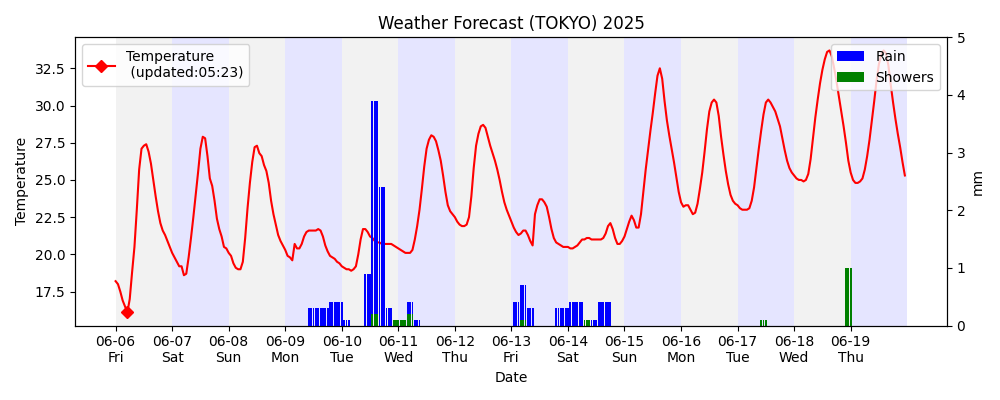 Weather Forecast (TOKYO) 2025
Temperature
(updated:05:23)
Rain
Showers
Temperature
32.5
30.0
27.5
25.0
22.5
20.0
17.5
5
4
3
2
1
0
mm
06-06 06-07 06-08 06-09 06-10 06-11 06-12 06-13 06-14 06-15 06-16 06-17 06-18 06-19
Fri Sat Sun Mon Tue Wed Thu Fri Sat Sun Mon Tue Wed Thu
Date